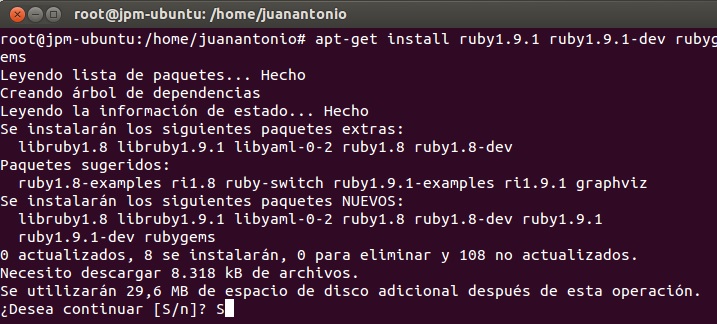 root@jpm-ubuntu: /home/juanantonio
root@jpm-ubuntu:/home/juanantonio# apt-get install ruby1.9.1 ruby1.9.1-dev rubyg
ems
Leyendo lista de paquetes... Hecho
Creando árbol de dependencias
Leyendo la información de estado... Hecho
Se instalarán los siguientes paquetes extras:
  libruby1.8 libruby1.9.1 libyaml-0-2 ruby1.8 ruby1.8-dev
Paquetes sugeridos:
  ruby1.8-examples ri1.8 ruby-switch ruby1.9.1-examples ri1.9.1 graphviz
Se instalarán los siguientes paquetes NUEVOS:
  libruby1.8 libruby1.9.1 libyaml-0-2 ruby1.8 ruby1.8-dev ruby1.9.1
  ruby1.9.1-dev rubygems
0 actualizados, 8 se instalarán, 0 para eliminar y 108 no actualizados.
Necesito descargar 8.318 kB de archivos.
Se utilizarán 29,6 MB de espacio de disco adicional después de esta operación.
¿Desea continuar [S/n]? S